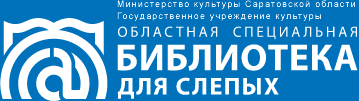 Министерство культуры Саратовской области
Государственное учреждение культуры
ОБЛАСТНАЯ СПЕЦИАЛЬНАЯ
БИБЛИОТЕКА
ДЛЯ СЛЕПЫХ